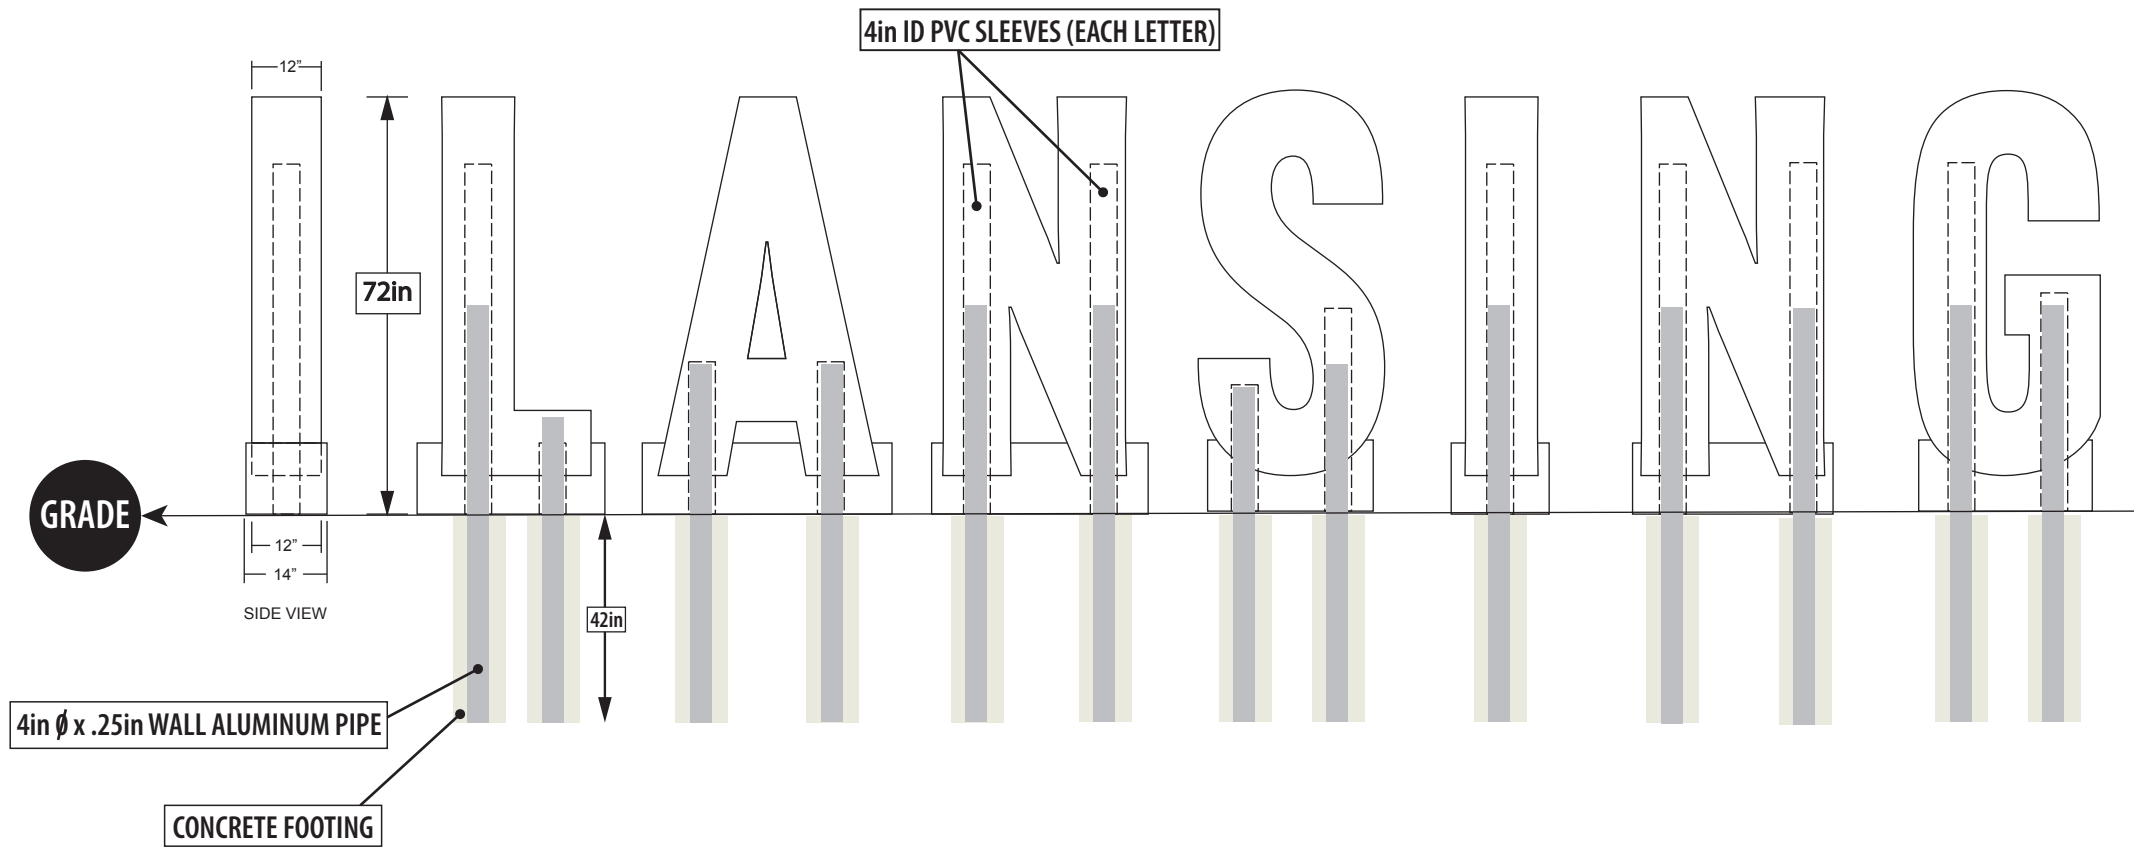 4in ID PVC SLEEVES (EACH LETTER)
12”
LANSING
72in
GRADE
12”
14”
SIDE VIEW
42in
4in Ø x .25in WALL ALUMINUM PIPE
CONCRETE FOOTING